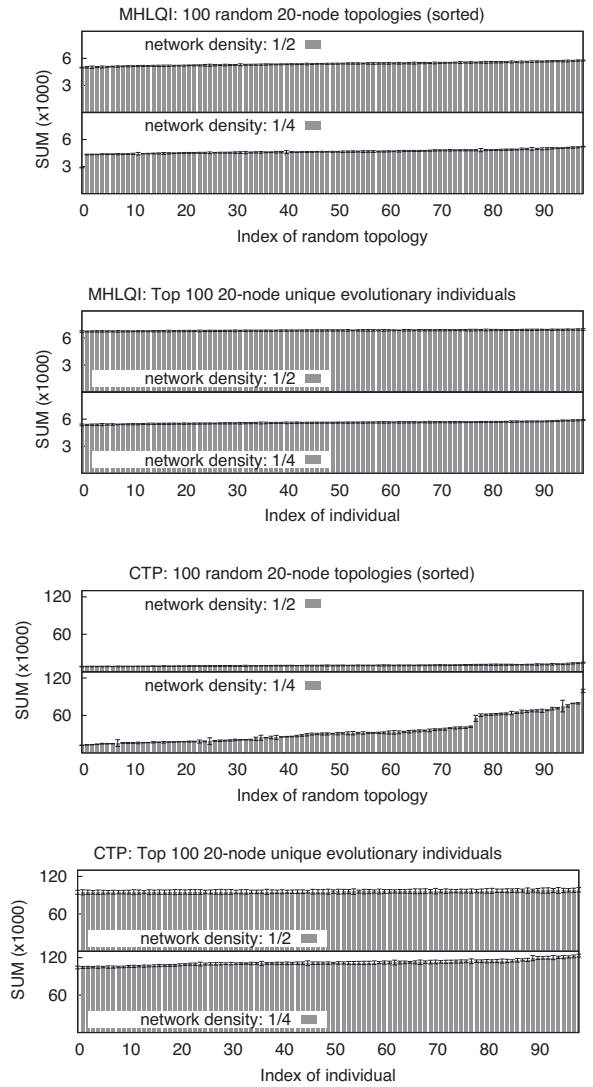 MHLQI: 100 random 20-node topologies (sorted)
network density: 1/2
6
3
network density: 1/4
6
3
SUM (x1000)
0 10 20 30 40 50 60 70 80 90
Index of random topology
MHLQI: Top 100 20-node unique evolutionary individuals
6
3
network density: 1/2
6
3
network density: 1/4
SUM (x1000)
0 10 20 30 40 50 60 70 80 90
Index of individual
CTP: 100 random 20-node topologies (sorted)
120
network density: 1/2
60
120
network density: 1/4
60
SUM (x1000)
0 10 20 30 40 50 60 70 80 90
Index of random topology
CTP: Top 100 20-node unique evolutionary individuals
120
60
network density: 1/2
120
60
network density: 1/4
SUM (x1000)
0 10 20 30 40 50 60 70 80 90
Index of individual